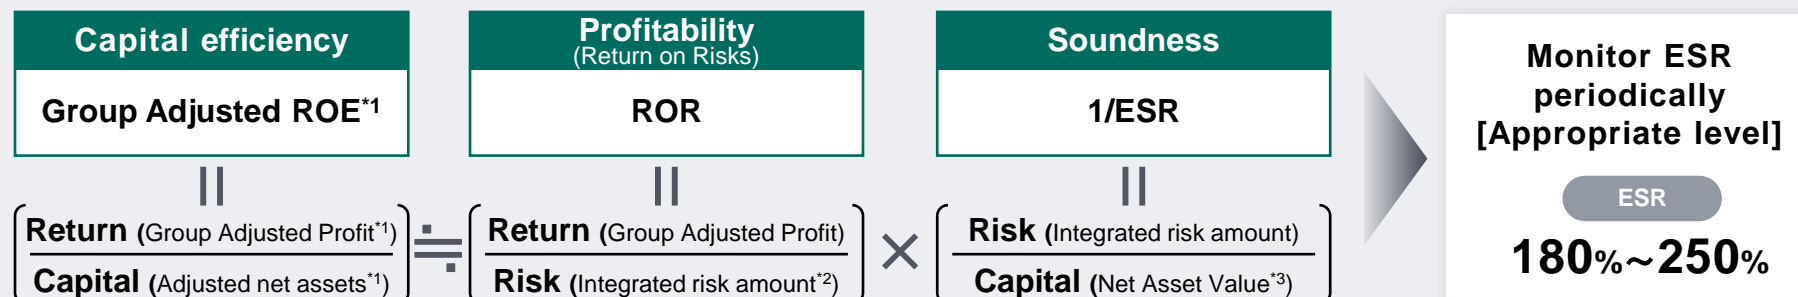 Capital efficiency
Group Adjusted ROE*1
Return (Group Adjusted Profit*1)
Capital (Adjusted net assets*1)
≒
Profitability
(Return on Risks)
ROR
Return (Group Adjusted Profit)
Risk (Integrated risk amount*2)
×
Soundness
1/ESR
Risk (Integrated risk amount)
Capital (Net Asset Value*3)
Monitor ESR
periodically
[Appropriate level]
ESR
180%~250%